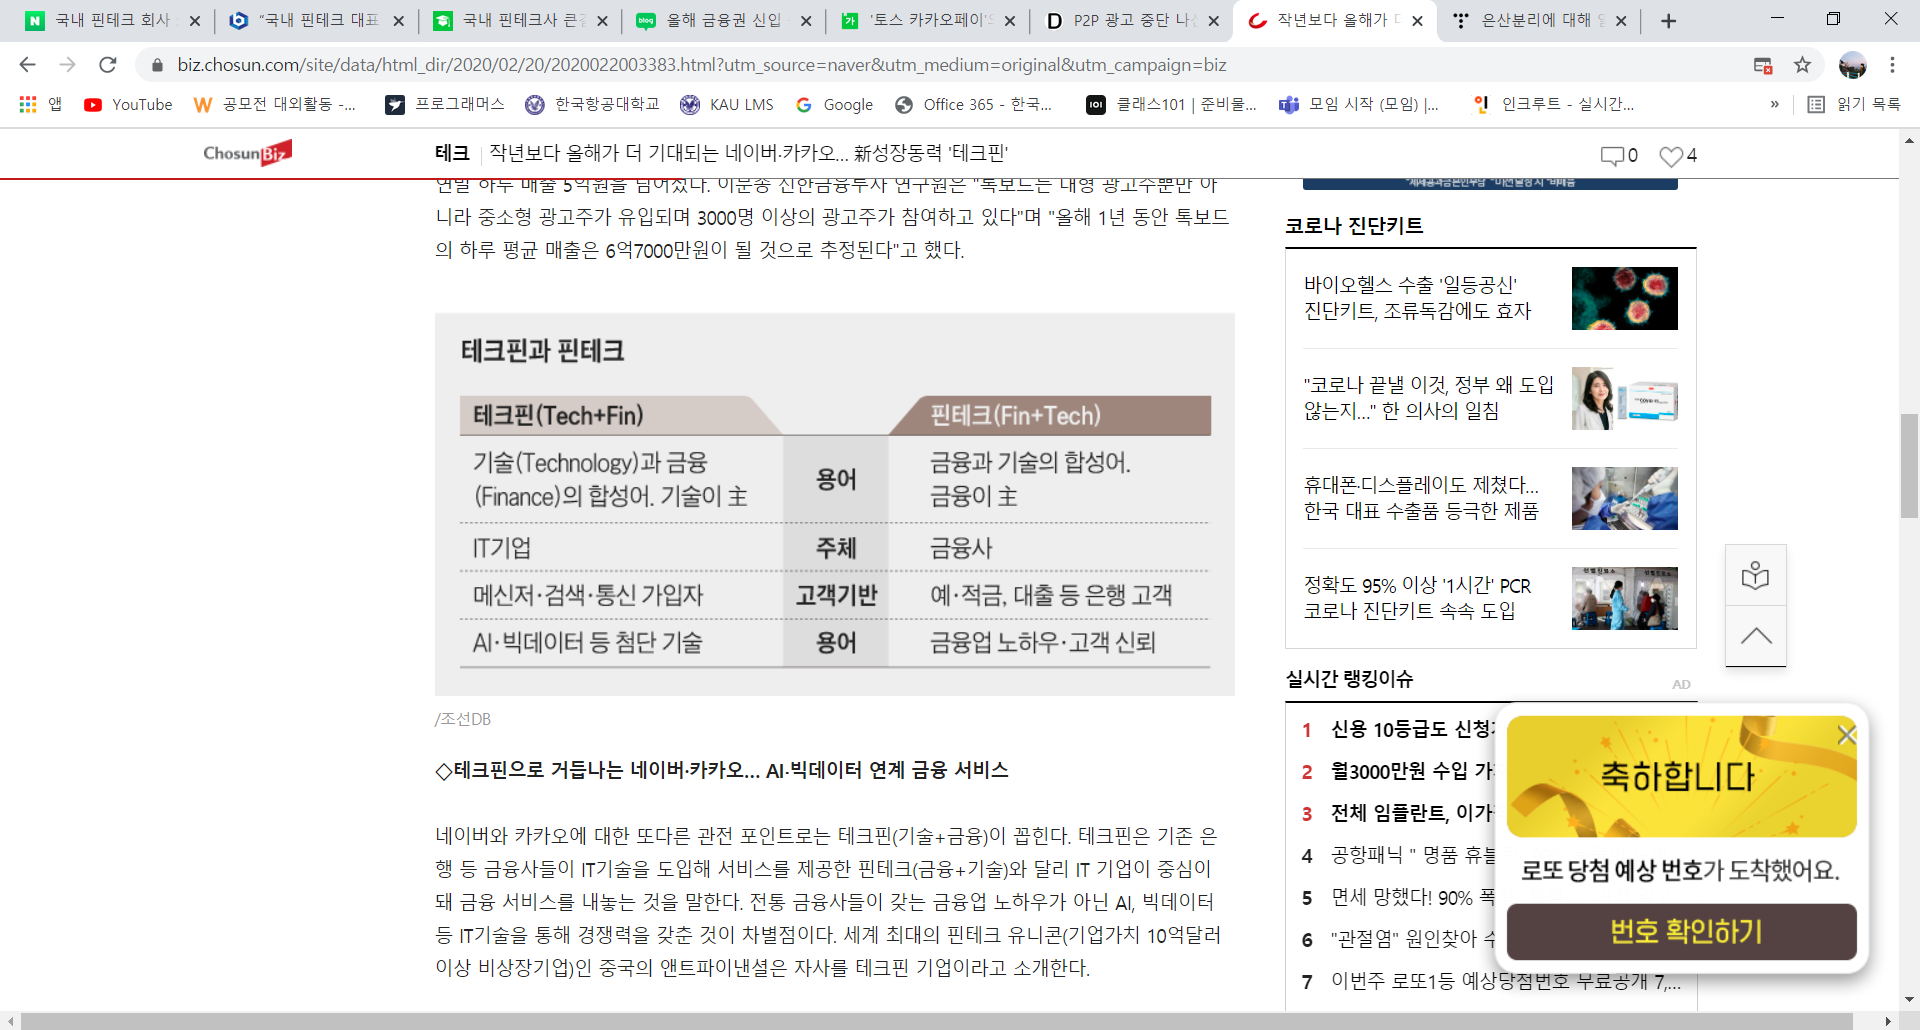 국내 핀테크 회사
"국내 핀테크 대표
국내 핀테크사 큰
올해 금융권 신입
'토스 카카오페이'
P2P 광고 중단 나
작년보다 올해가
은산분리에 대해
biz.chosun.com/site/data/html_dir/2020/02/20/2020022003383.html?utm_source=naver&utm_medium=original&utm_campaign=biz
앱
YouTube
공모전 대외활동 -...
프로그래머스
한국항공대학교
KAU LMS
Google
Office 365 - 한국...
클래스101 | 준비물...
모임 시작 (모임) |...
인크루트 - 실시간...
»
읽기 목록
ChosunBiz
테크
작년보다 올해가 더 기대되는 네이버·카카오... 新성장동력 '테크핀'
0
4
연말 하루 매출 5억원을 넘어섰다. 이문종 신한금융투자 연구원은 "톡보드는 대형 광고주뿐만 아
니라 중소형 광고주가 유입되며 3000명 이상의 광고주가 참여하고 있다"며 "올해 1년 동안 톡보드
의 하루 평균 매출은 6억7000만원이 될 것으로 추정된다"고 했다.
테크핀과 핀테크
테크핀(Tech+Fin)
핀테크(Fin+Tech)
기술(Technology)과 금융
(Finance)의 합성어. 기술이 主
용어
금융과 기술의 합성어.
금융이 主
IT기업
주체
금융사
메신저·검색·통신 가입자
고객기반
예·적금, 대출 등 은행 고객
AI·빅데이터 등 첨단 기술
용어
금융업 노하우·고객 신뢰
/조선DB
◇테크핀으로 거듭나는 네이버·카카오... AI·빅데이터 연계 금융 서비스
네이버와 카카오에 대한 또다른 관전 포인트로는 테크핀(기술+금융)이 꼽힌다. 테크핀은 기존 은
행 등 금융사들이 IT기술을 도입해 서비스를 제공한 핀테크(금융+기술)와 달리 IT 기업이 중심이
돼 금융 서비스를 내놓는 것을 말한다. 전통 금융사들이 갖는 금융업 노하우가 아닌 AI, 빅데이터
등 IT기술을 통해 경쟁력을 갖춘 것이 차별점이다. 세계 최대의 핀테크 유니콘(기업가치 10억달러
이상 비상장기업)인 중국의 앤트파이낸셜은 자사를 테크핀 기업이라고 소개한다.
코로나 진단키트
바이오헬스 수출 '일등공신'
진단키트, 조류독감에도 효자
"코로나 끝낼 이것, 정부 왜 도입
않는지..." 한 의사의 일침
휴대폰·디스플레이도 제쳤다...
한국 대표 수출품 등극한 제품
정확도 95% 이상 '1시간' PCR
코로나 진단키트 속속 도입
실시간 랭킹이슈
AD
1 신용 10등급도 신청
2 월3000만원 수입
3 전체 임플란트, 이가
4 공항패닉 " 명품 휴
5 면세 망했다! 90%
6 "관절염" 원인찾아
7 이번주 로또1등 예상당첨번호 무료공개 7,...
축하합니다
로또 당첨 예상 번호가 도착했어요.
번호 확인하기